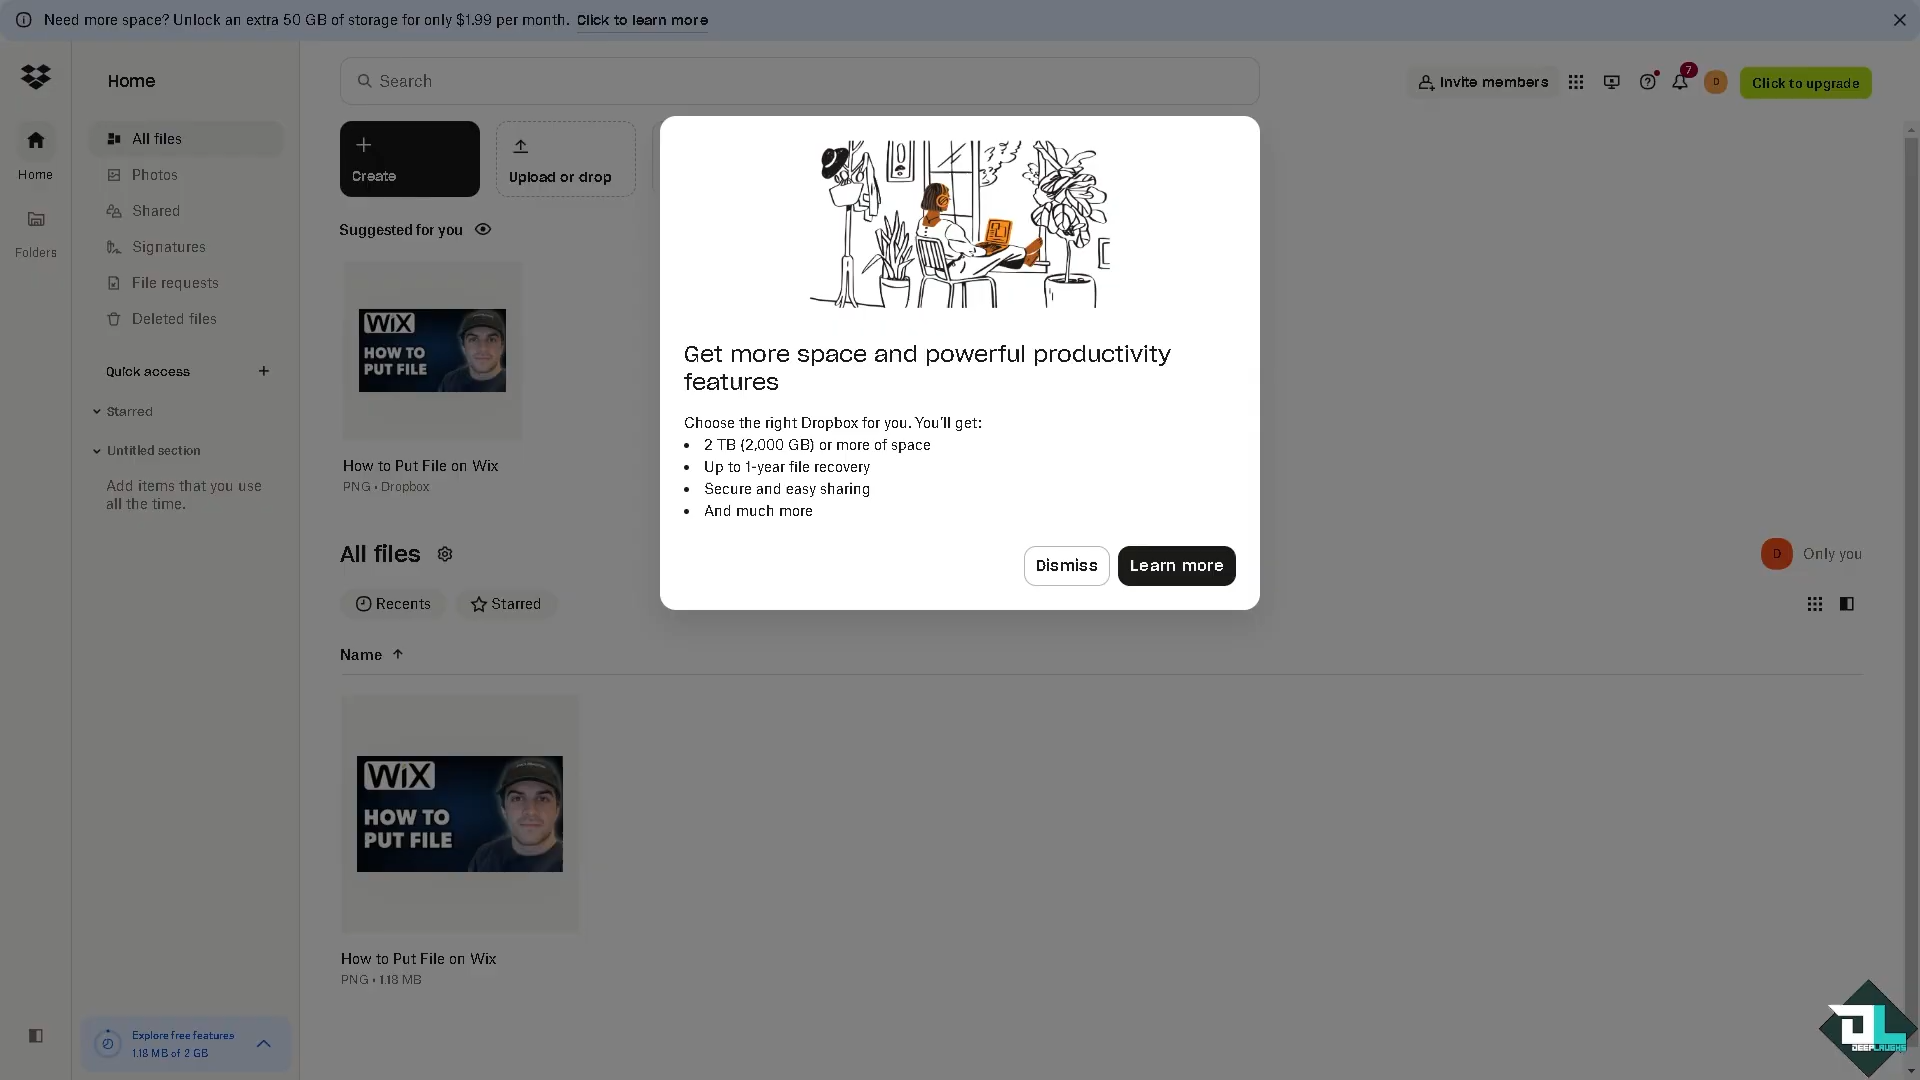 Need more space? Unlock an extra 50 GB of storage for only $1.99 per month. Click to learn more
Home
Search
Invite members
7
D
Click to upgrade
Home
Folders
All files
Photos
Shared
Signatures
File requests
Deleted files
Quick access
Starred
Untitled section
Add items that you use
all the time.
Create
Upload or drop
Suggested for you
WiX
HOW TO
PUT FILE
How to Put File on Wix
PNG • Dropbox
Get more space and powerful productivity
features
Choose the right Dropbox for you. You'll get:
• 2 TB (2,000 GB) or more of space
• Up to 1-year file recovery
• Secure and easy sharing
• And much more
Dismiss
Learn more
All files
D
Only you
Recents
Starred
Name
WiX
HOW TO
PUT FILE
How to Put File on Wix
PNG • 1.18 MB
Explore free features
1.18 MB of 2 GB
DL
DEEPLAUGHS